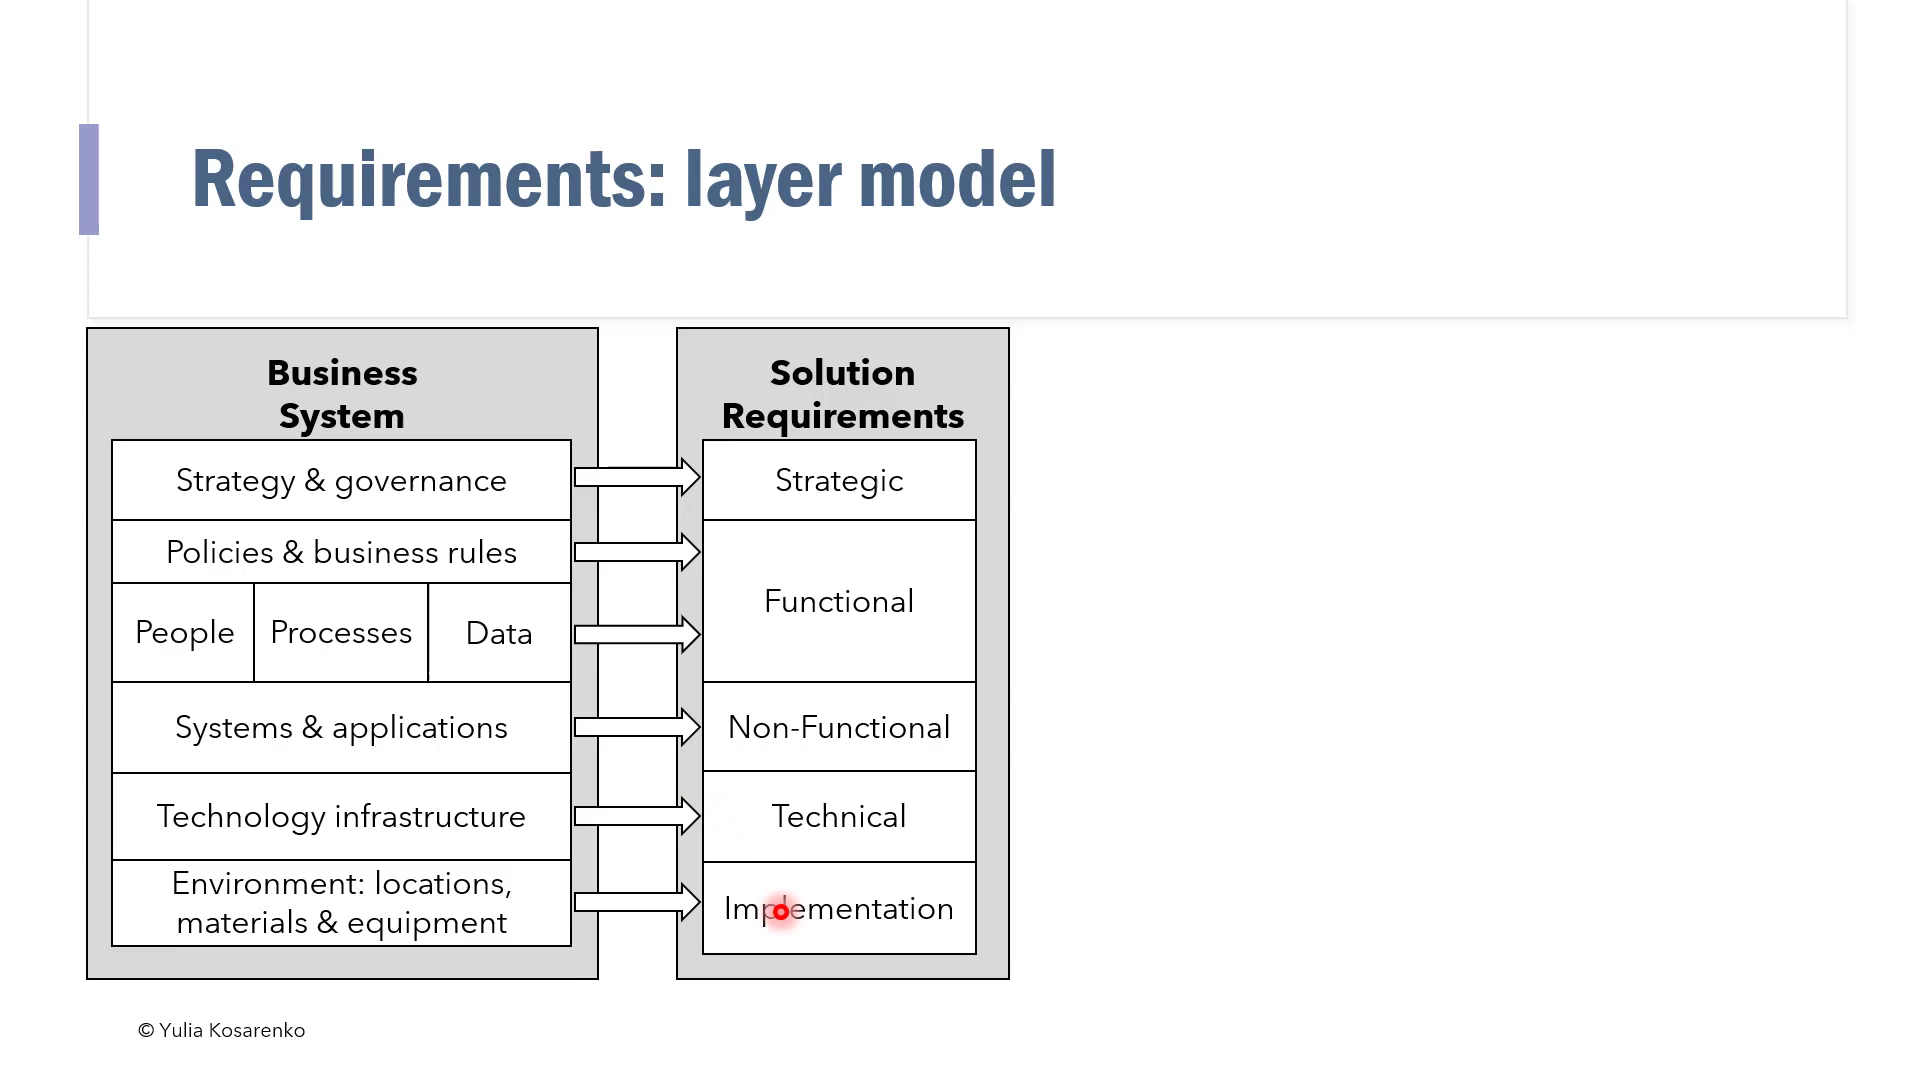 Requirements: layer model
Business
System
Strategy & governance
Policies & business rules
People
Processes
Data
Systems & applications
Technology infrastructure
Environment: locations,
materials & equipment
Solution
Requirements
Strategic
Functional
Non-Functional
Technical
Implementation
© Yulia Kosarenko